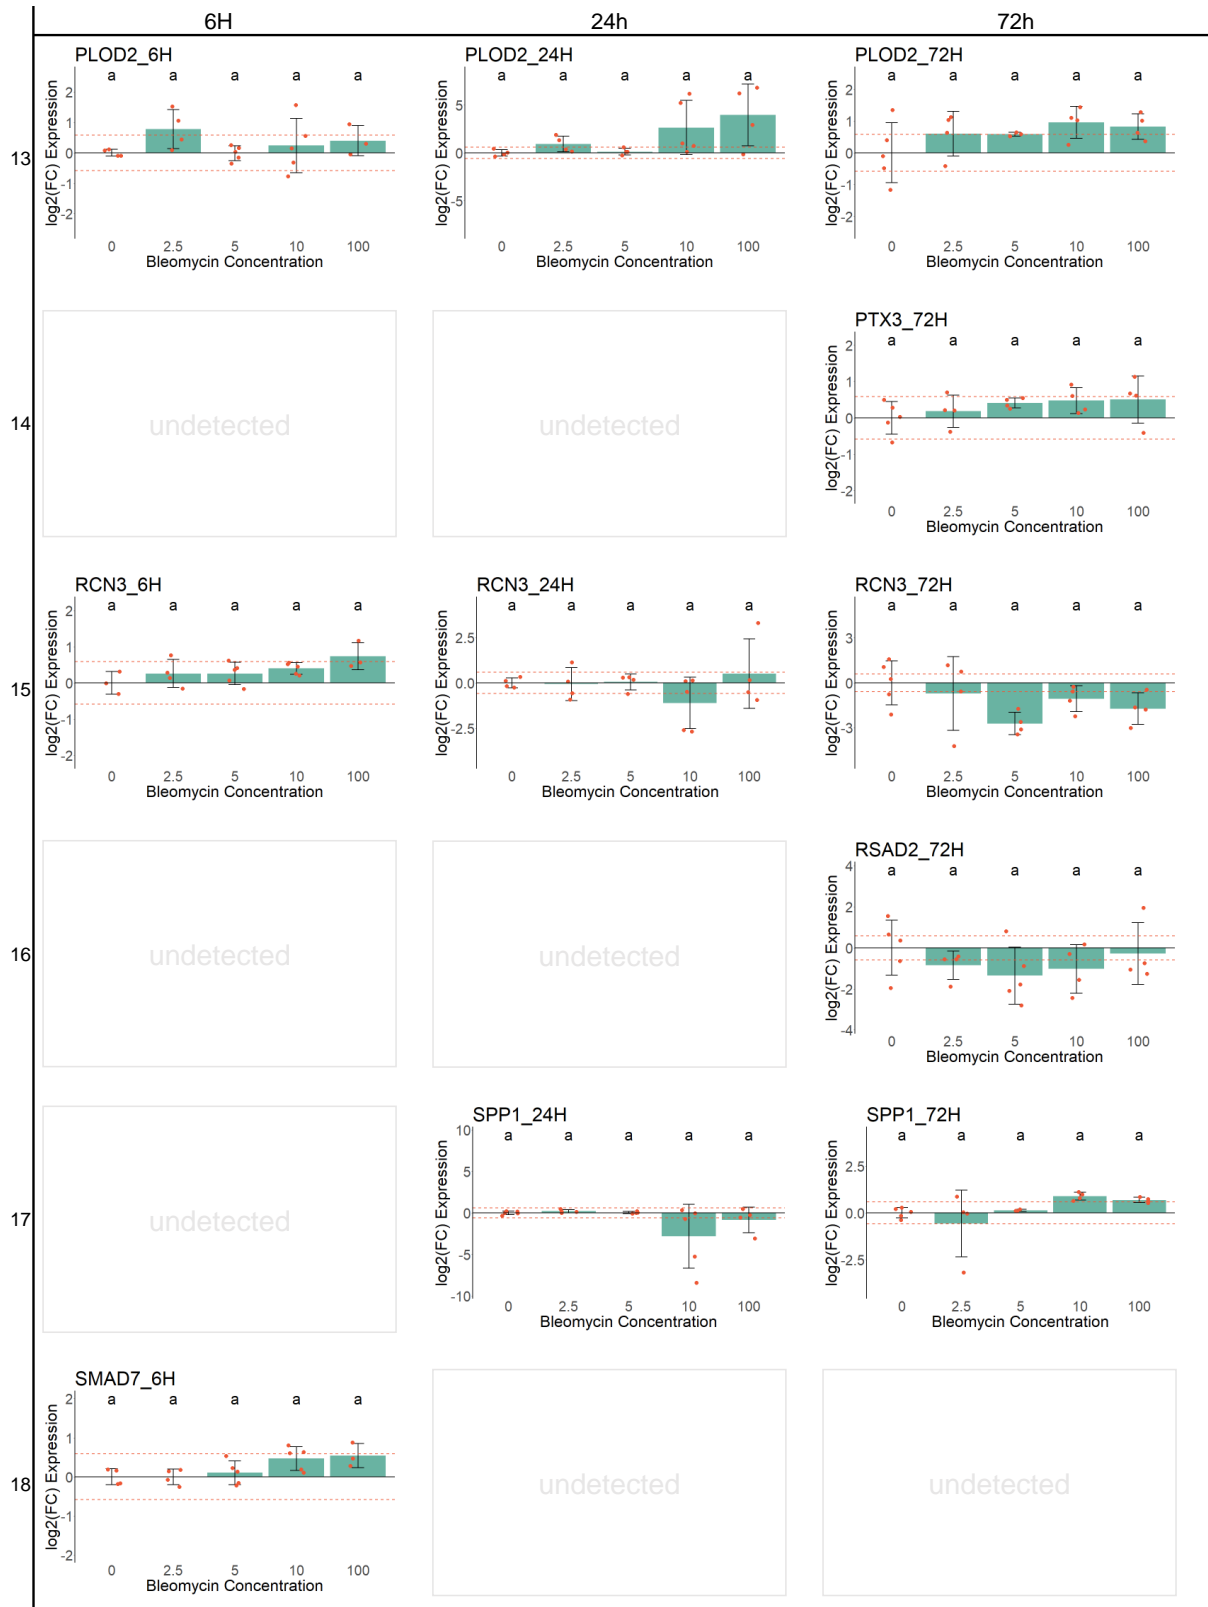 6H 24h 72h
13
PLOD2_6H
a a a a a
log2(FC) Expression
2
1
0
-1
-2
0 2.5 5 10 100
Bleomycin Concentration
PLOD2_24H
a a a a a
log2(FC) Expression
5
0
-5
0 2.5 5 10 100
Bleomycin Concentration
PLOD2_72H
a a a a a
log2(FC) Expression
2
1
0
-1
-2
0 2.5 5 10 100
Bleomycin Concentration
14
undetected
undetected
PTX3_72H
a a a a a
log2(FC) Expression
2
1
0
-1
-2
0 2.5 5 10 100
Bleomycin Concentration
15
RCN3_6H
a a a a a
log2(FC) Expression
2
1
0
-1
-2
0 2.5 5 10 100
Bleomycin Concentration
RCN3_24H
a a a a a
log2(FC) Expression
2.5
0.0
-2.5
0 2.5 5 10 100
Bleomycin Concentration
RCN3_72H
a a a a a
log2(FC) Expression
3
0
-3
0 2.5 5 10 100
Bleomycin Concentration
16
undetected
undetected
RSAD2_72H
a a a a a
log2(FC) Expression
4
2
0
-2
-4
0 2.5 5 10 100
Bleomycin Concentration
17
undetected
SPP1_24H
a a a a a
log2(FC) Expression
10
5
0
-5
-10
0 2.5 5 10 100
Bleomycin Concentration
SPP1_72H
a a a a a
log2(FC) Expression
2.5
0.0
-2.5
0 2.5 5 10 100
Bleomycin Concentration
18
SMAD7_6H
a a a a a
log2(FC) Expression
2
1
0
-1
-2
0 2.5 5 10 100
Bleomycin Concentration
undetected
undetected